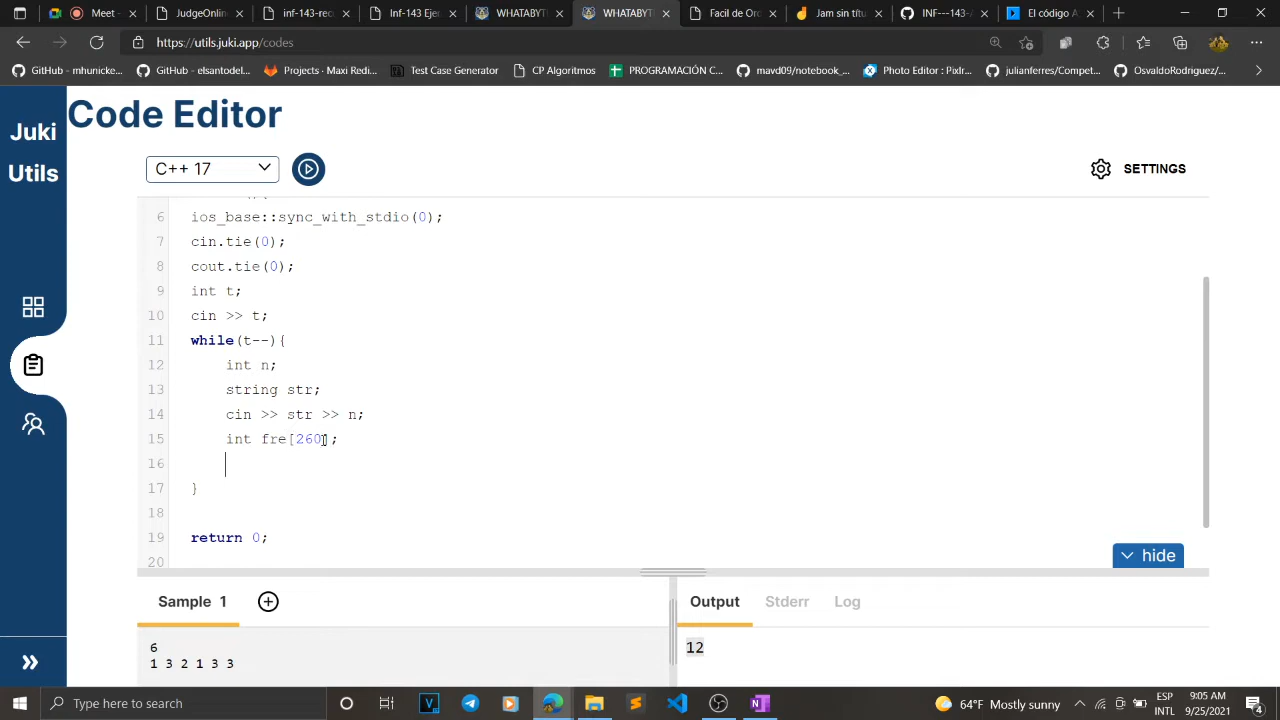 Meet -
JudgeOnlin
inf-143-reo
Inf-143 Ejer
WHATABYT
WHATABYT
Facil de ol
Jam sin titu
INF---143-
El código A
https://utils.juki.app/codes
GitHub - mhunicke...
GitHub - elsantodel...
Projects · Maxi Redi...
Test Case Generator
CP Algoritmos
PROGRAMACIÓN C...
mavd09/notebook_...
Photo Editor : Pixlr...
julianferres/Compet...
OsvaldoRodriguez/...
Juki
Utils
Code Editor
C++ 17
SETTINGS
6 ios_base::sync_with_stdio(0);
7 cin.tie(0);
8 cout.tie(0);
9 int t;
10 cin >> t;
11 while(t--){
12 int n;
13 string str;
14 cin >> str >> n;
15 int fre[260];
16
17 }
18
19 return 0;
20
hide
Sample 1
Output Stderr Log
6
1 3 2 1 3 3
12
Type here to search
64°F Mostly sunny
ESP
INTL
9:05 AM
9/25/2021
4